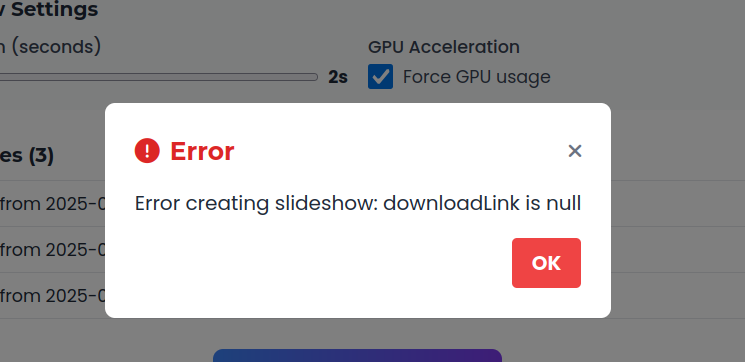 v Settings
n (seconds)
GPU Acceleration
2s
Force GPU usage
Error
×
Error creating slideshow: downloadLink is null
OK
es (3)
from 2025-0
from 2025-0
from 2025-0